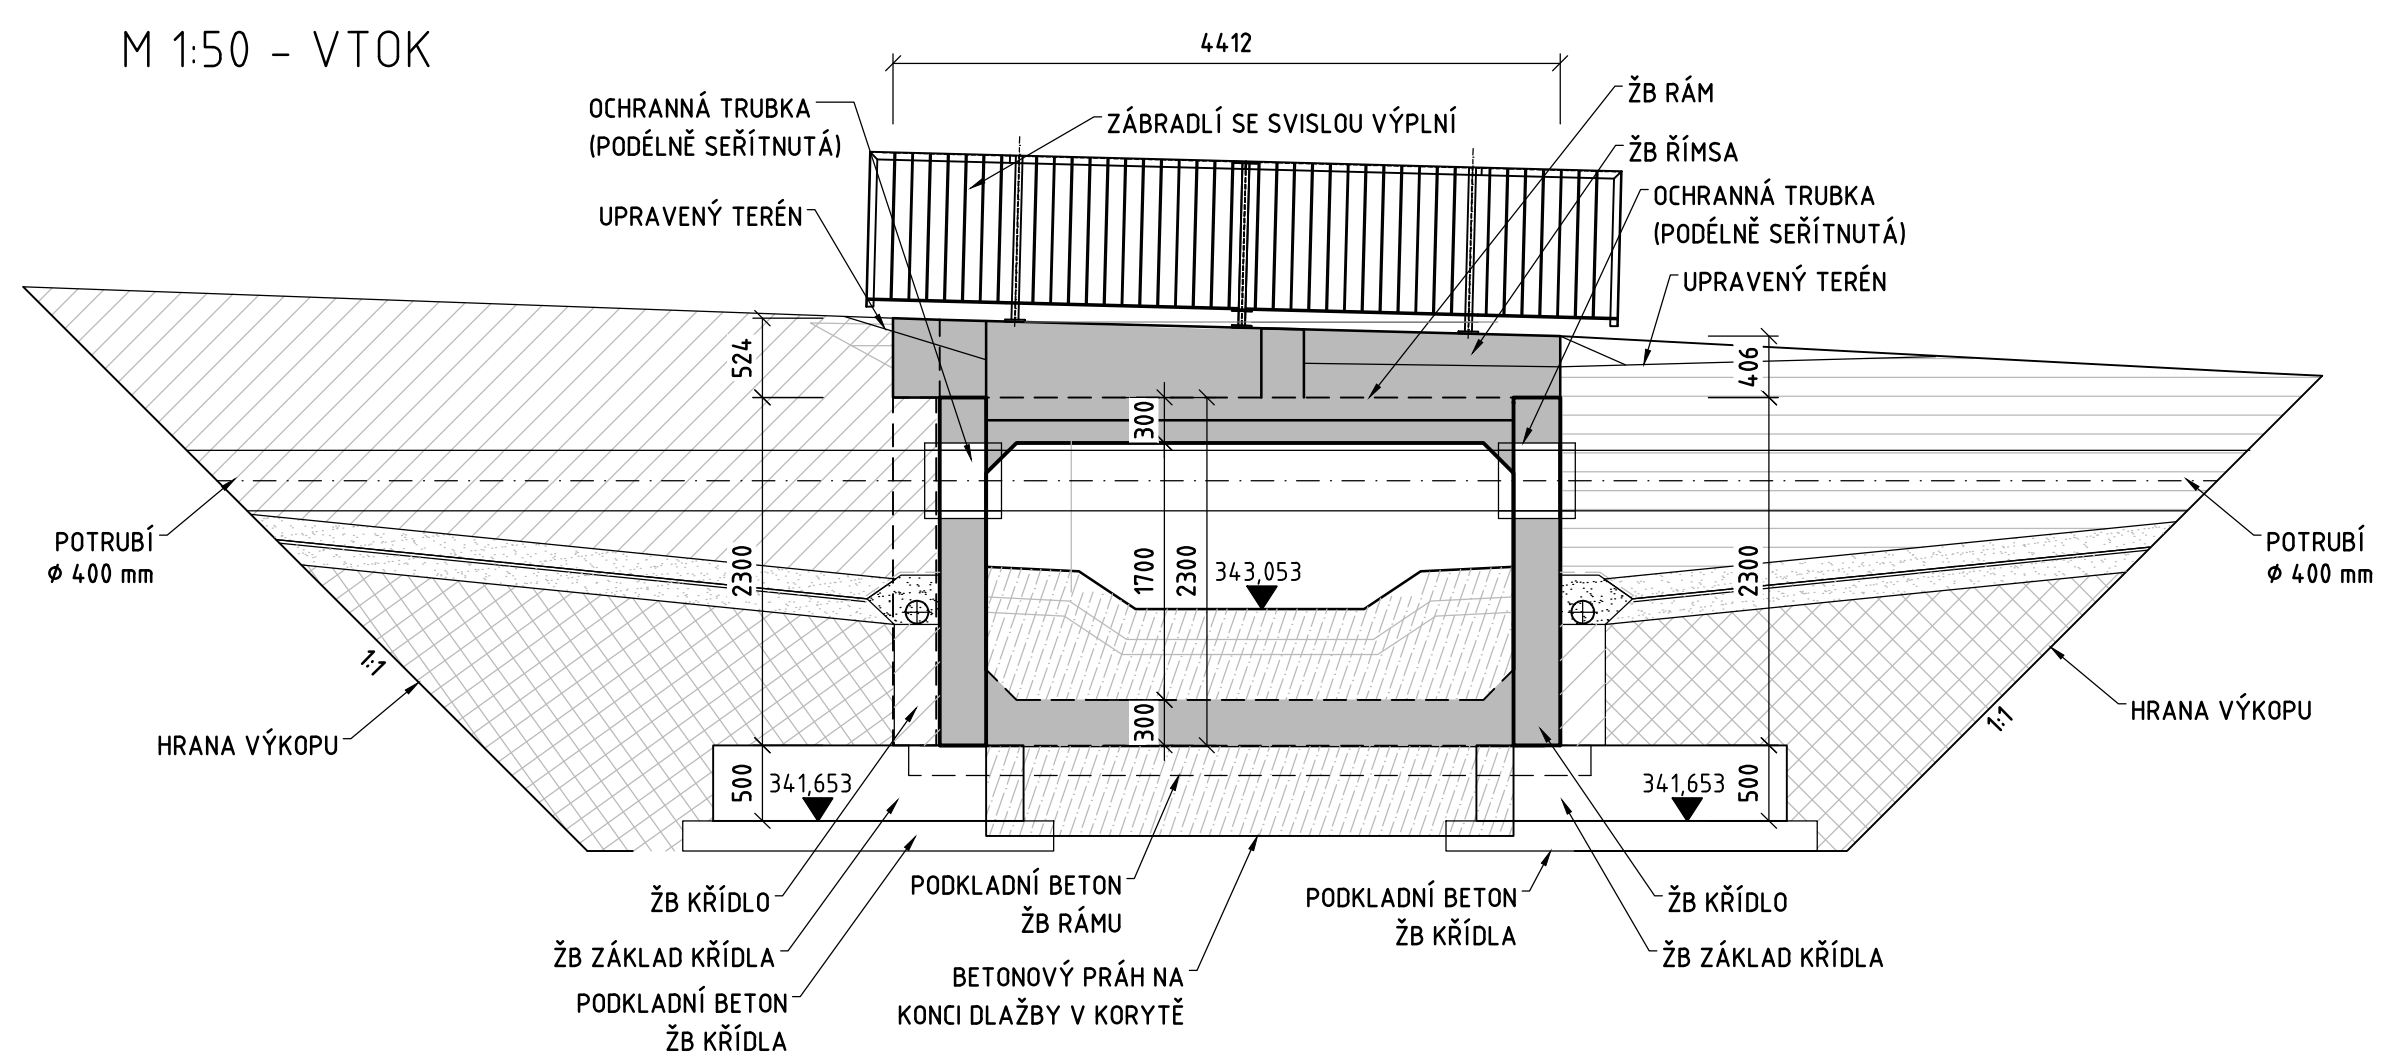 M 1:50 - VTOK
4412
OCHRANNÁ TRUBKA
(PODÉLNĚ SEŘÍTNUTÁ)
ZÁBRADLÍ SE SVISLOU VÝPLNÍ
ŽB RÁM
ŽB ŘÍMSA
OCHRANNÁ TRUBKA
(PODÉLNĚ SEŘÍTNUTÁ)
UPRAVENÝ TERÉN
UPRAVENÝ TERÉN
524
406
300
POTRUBÍ
Ø 400 mm
2300
1700
2300
343,053
2300
POTRUBÍ
Ø 400 mm
1:1
HRANA VÝKOPU
300
1:1
HRANA VÝKOPU
500
341,653
341,653
500
ŽB KŘÍDLO
ŽB ZÁKLAD KŘÍDLA
PODKLADNÍ BETON
ŽB KŘÍDLA
PODKLADNÍ BETON
ŽB RÁMU
BETONOVÝ PRÁH NA
KONCI DLAŽBY V KORYTĚ
PODKLADNÍ BETON
ŽB KŘÍDLA
ŽB KŘÍDLO
ŽB ZÁKLAD KŘÍDLA